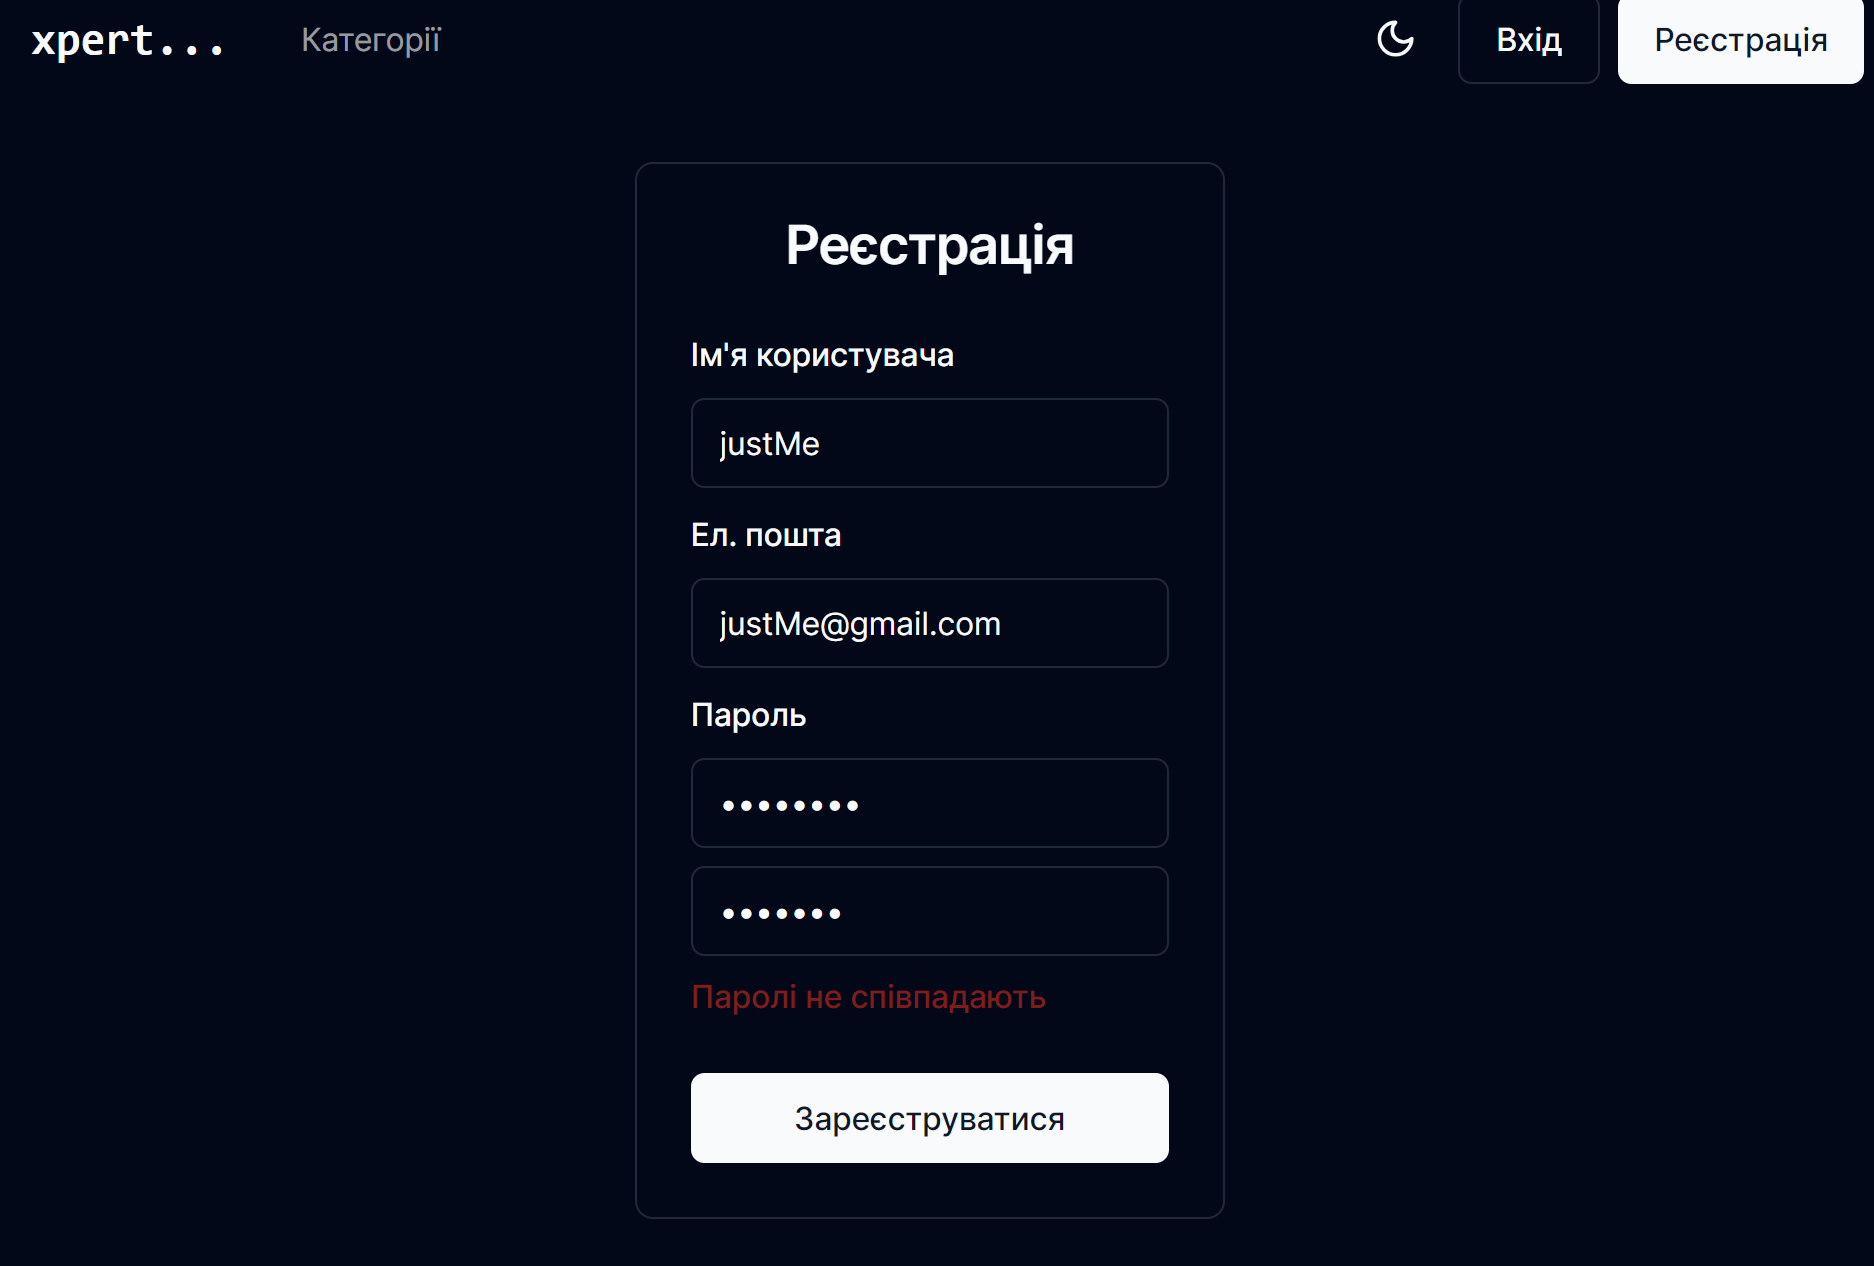 xpert... Категорії Вхід Реєстрація
Реєстрація
Ім'я користувача
justMe
Ел. пошта
justMe@gmail.com
Пароль
••••••••
•••••••
Паролі не співпадають
Зареєструватися